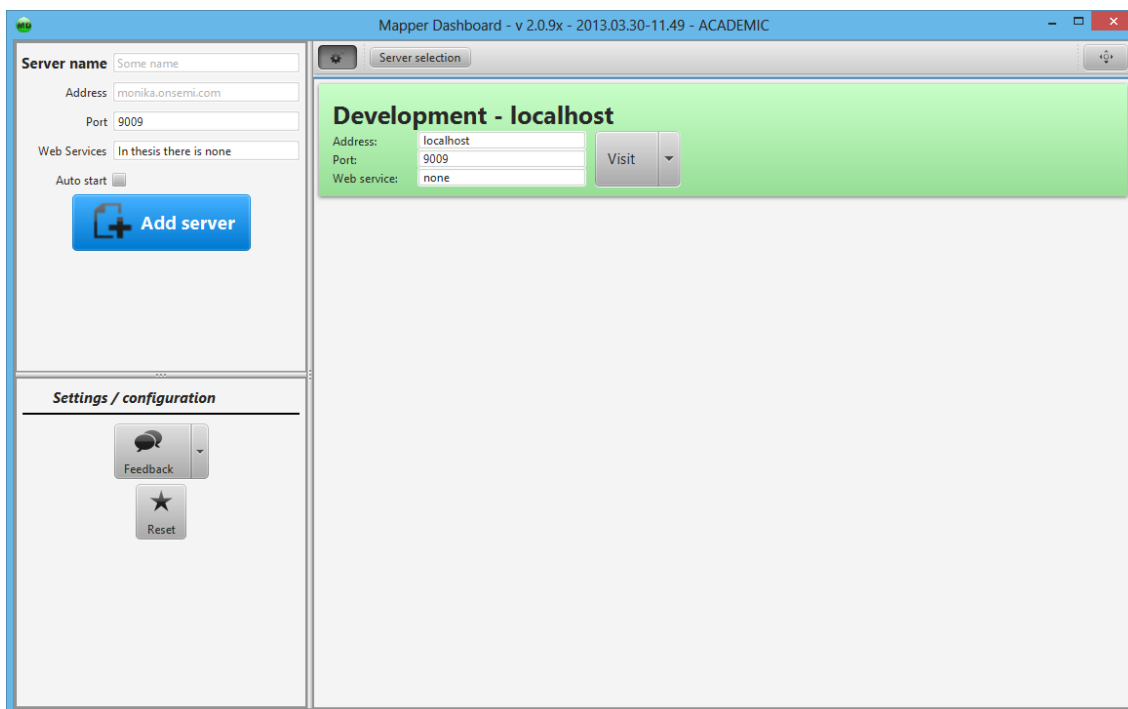 MD
Mapper Dashboard - v 2.0.9x - 2013.03.30-11.49 - ACADEMIC
Server name Some name
Address monika.onsemi.com
Port 9009
Web Services In thesis there is none
Auto start
Add server
Settings / configuration
Feedback
Reset
Server selection
Development - localhost
Address: localhost
Port: 9009
Web service: none
Visit